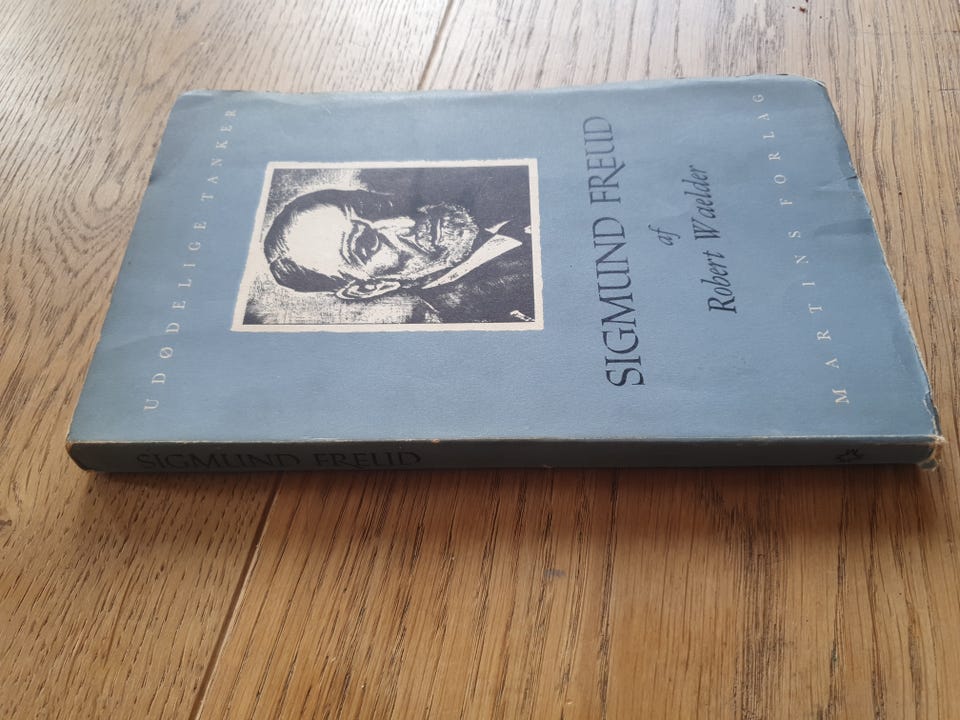 UDØDELIGE TANKER
SIGMUND FREUD
af
Robert Waelder
MARTINS FORLAG
SIGMUND FREUD